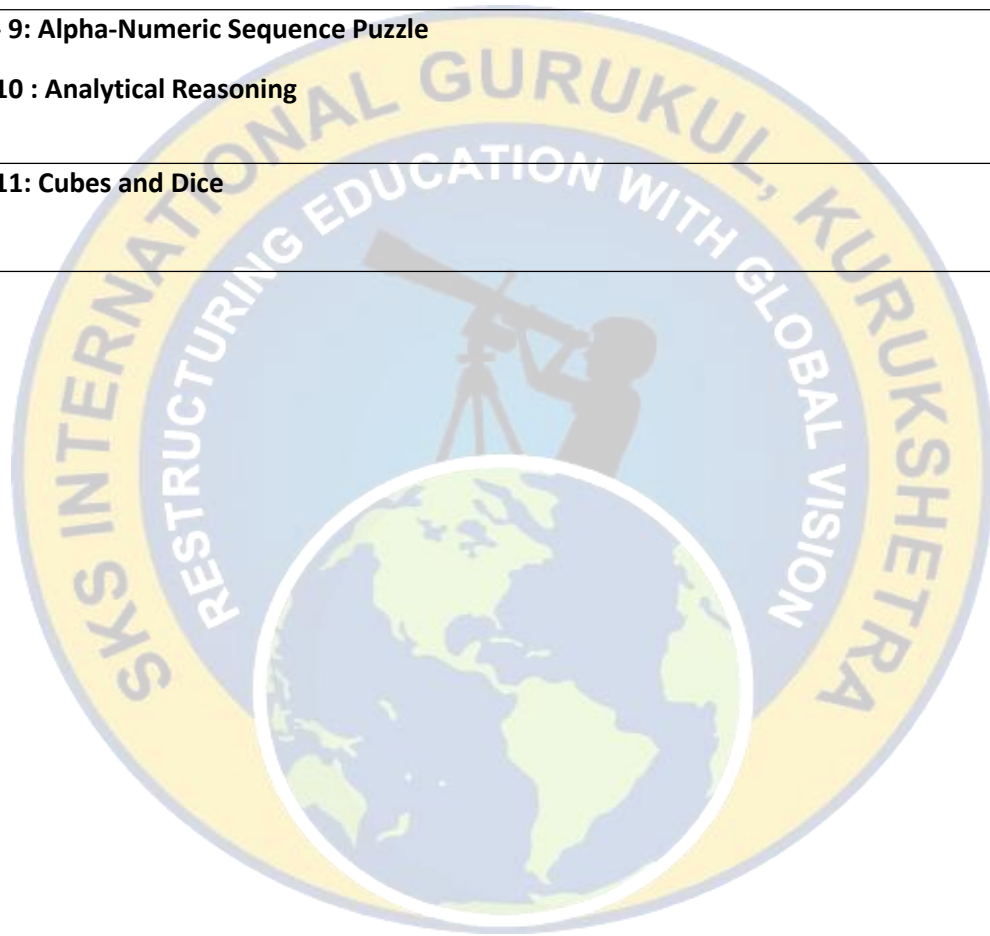 9: Alpha-Numeric Sequence Puzzle
10 : Analytical Reasoning
11: Cubes and Dice
SKS INTERNATIONAL GURUKUL, KURUKSHETRA
RESTRUCTURING EDUCATION WITH GLOBAL VISION